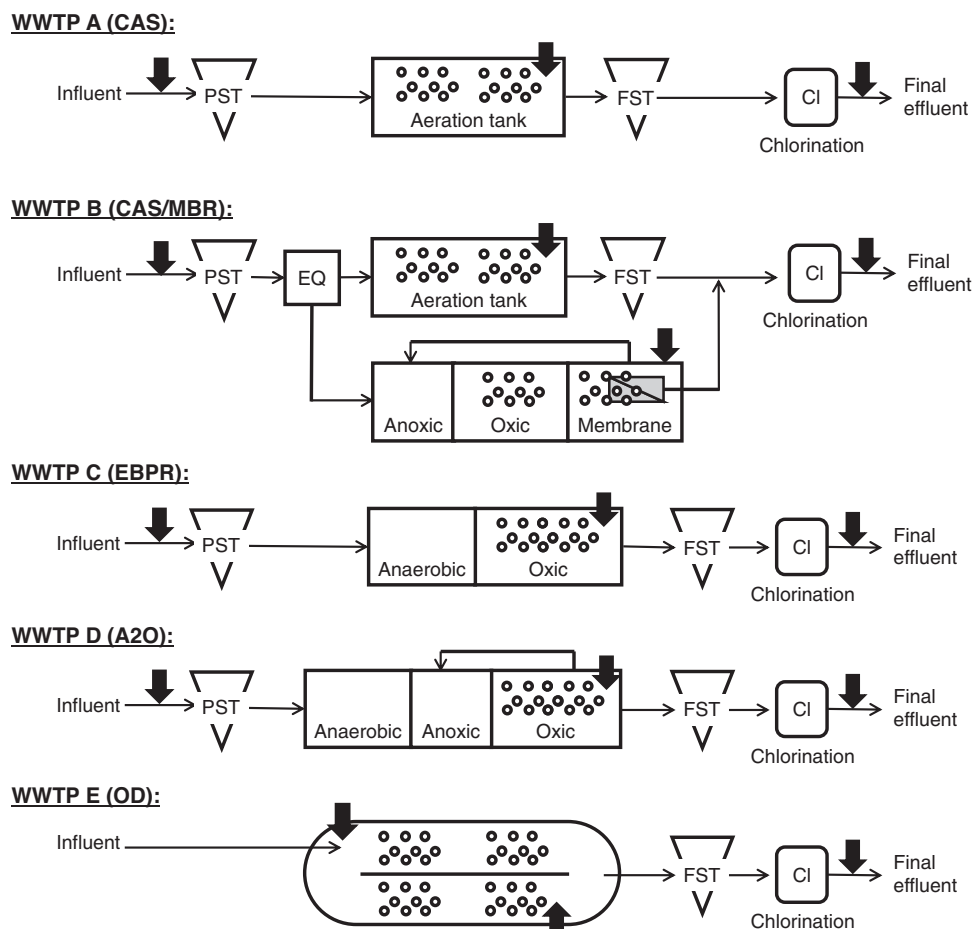 WWTP A (CAS):
Influent
PST
Aeration tank
FST
Cl
Chlorination
Final
effluent
WWTP B (CAS/MBR):
Influent
PST
EQ
Aeration tank
FST
Cl
Chlorination
Final
effluent
Anoxic
Oxic
Membrane
WWTP C (EBPR):
Influent
PST
Anaerobic
Oxic
FST
Cl
Chlorination
Final
effluent
WWTP D (A2O):
Influent
PST
Anaerobic
Anoxic
Oxic
FST
Cl
Chlorination
Final
effluent
WWTP E (OD):
Influent
FST
Cl
Chlorination
Final
effluent